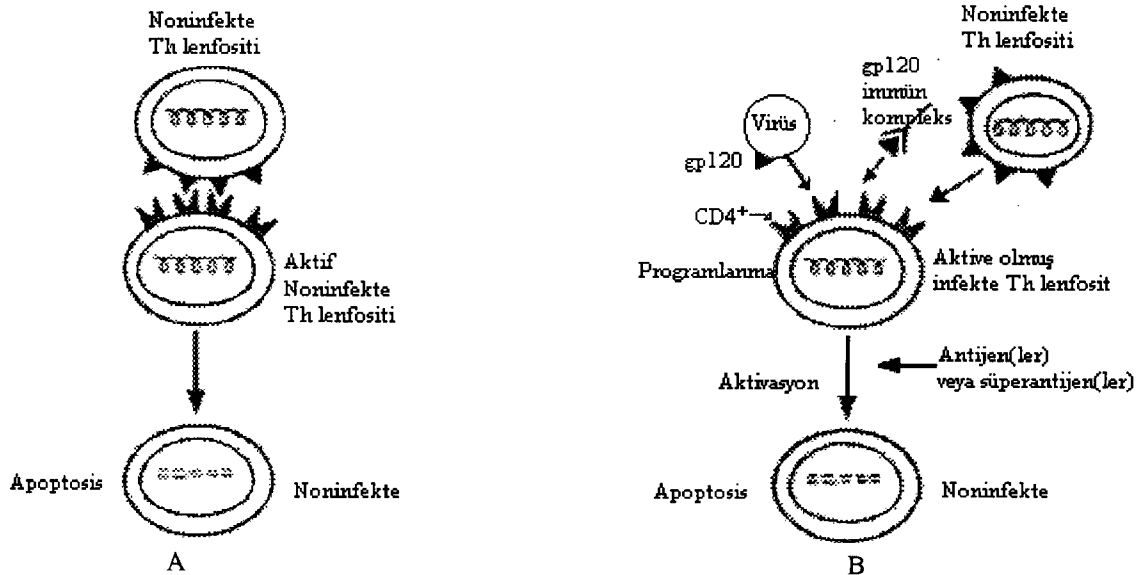 Noninfekte
Th lenfositi
Aktif
Noninfekte
Th lenfositi
Apoptosis
Noninfekte
A
Noninfekte
Th lenfositi
gp120
immün
kompleks
Virüs
gp120
CD4+
Programlanma
Aktive olmuş
infekte Th lenfosit
Antijen(ler)
veya süperantijen(ler)
Aktivasyon
Apoptosis
Noninfekte
B